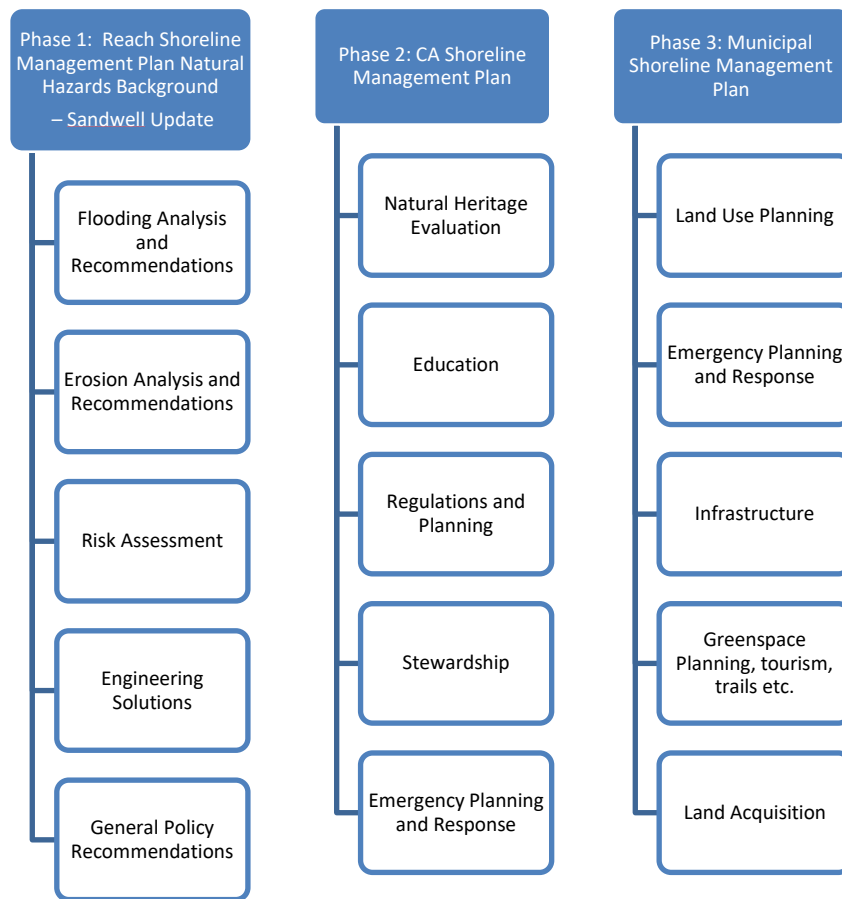 Phase 1: Reach Shoreline
Management Plan Natural
Hazards Background
– Sandwell Update
Flooding Analysis
and
Recommendations
Erosion Analysis and
Recommendations
Risk Assessment
Engineering
Solutions
General Policy
Recommendations
Phase 2: CA Shoreline
Management Plan
Natural Heritage
Evaluation
Education
Regulations and
Planning
Stewardship
Emergency Planning
and Response
Phase 3: Municipal
Shoreline Management
Plan
Land Use Planning
Emergency Planning
and Response
Infrastructure
Greenspace
Planning, tourism,
trails etc.
Land Acquisition